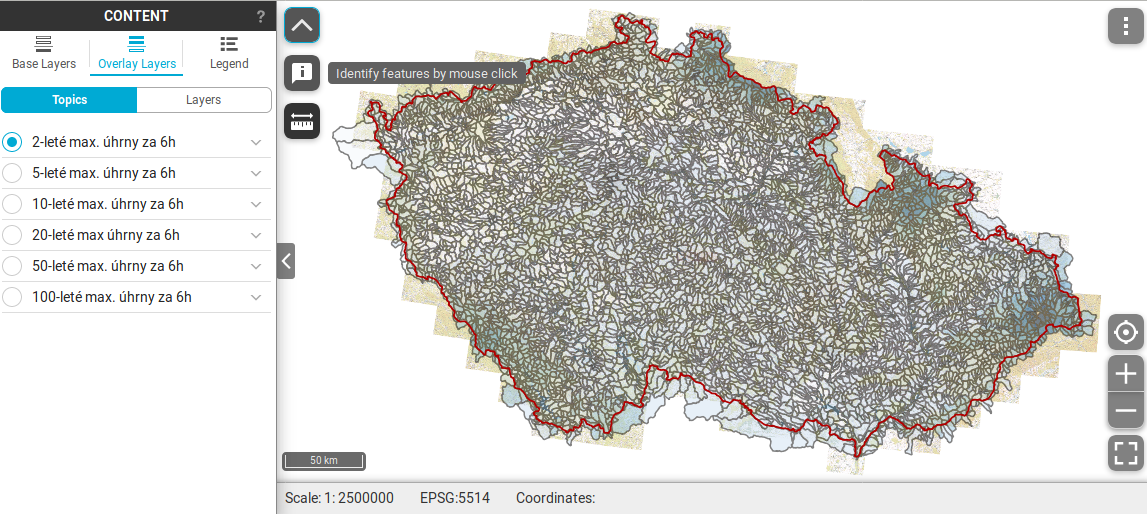 CONTENT
?
Base Layers
Overlay Layers
Legend
Topics
Layers
2-leté max. úhrny za 6h
5-leté max. úhrny za 6h
10-leté max. úhrny za 6h
20-leté max úhrny za 6h
50-leté max. úhrny za 6h
100-leté max. úhrny za 6h
Identify features by mouse click
50 km
Scale: 1: 2500000
EPSG:5514
Coordinates: